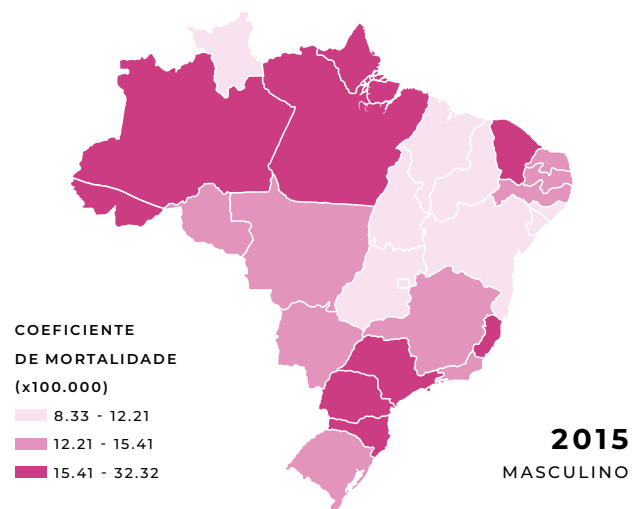 COEFICIENTE
DE MORTALIDADE
(x100.000)
8.33 - 12.21
12.21 - 15.41
15.41 - 32.32
2015
MASCULINO